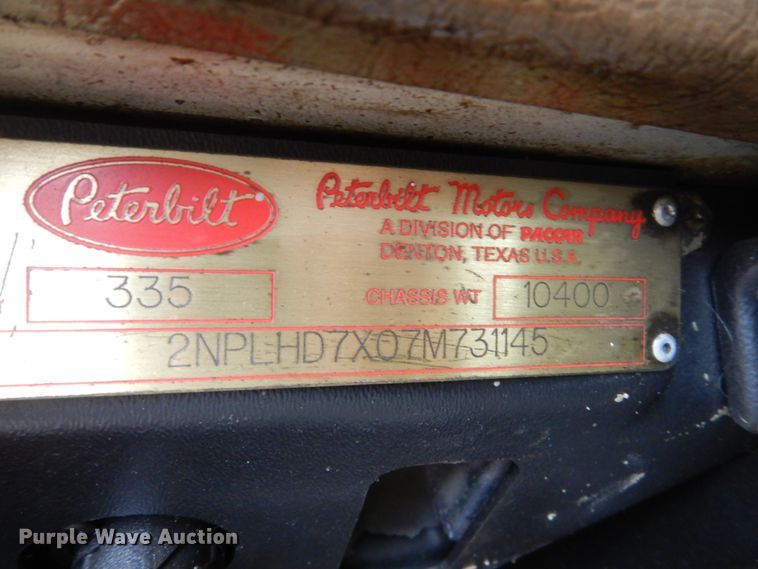 Peterbilt
Peterbilt Motors Company
A DIVISION OF PACCAR
DENTON, TEXAS U.S.A.
335
CHASSIS WT 10400
2NPLHD7X07M731145
Purple Wave Auction